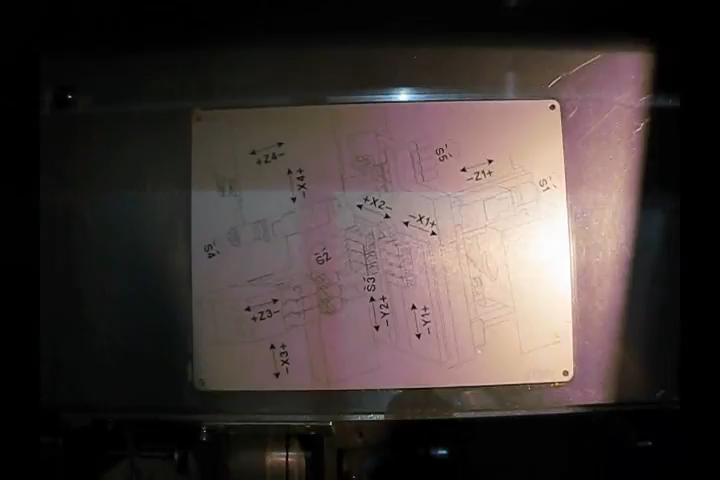 +Z4-
-X4+
S5
-Z1+
S1
+X2-
-X1+
S4
S2
S3
+Z3-
-Y2+
-Y1+
-X3+